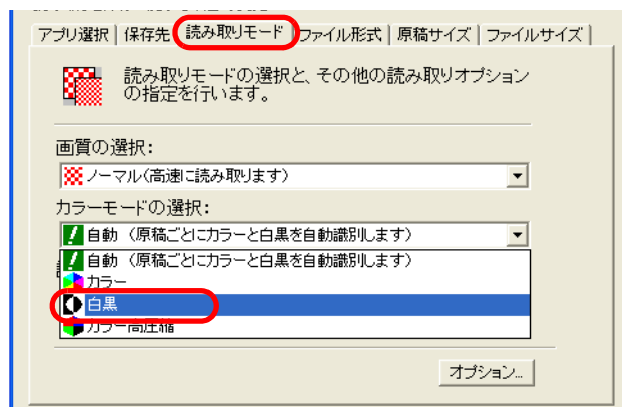 アプリ選択 保存先 読み取りモード ファイル形式 原稿サイズ ファイルサイズ
読み取りモードの選択と、その他の読み取りオプション
の指定を行います。
画質の選択:
ノーマル(高速に読み取ります)
カラーモードの選択:
自動 (原稿ごとにカラーと白黒を自動識別します)
自動 (原稿ごとにカラーと白黒を自動識別します)
カラー
白黒
カラー高圧縮
オプション...